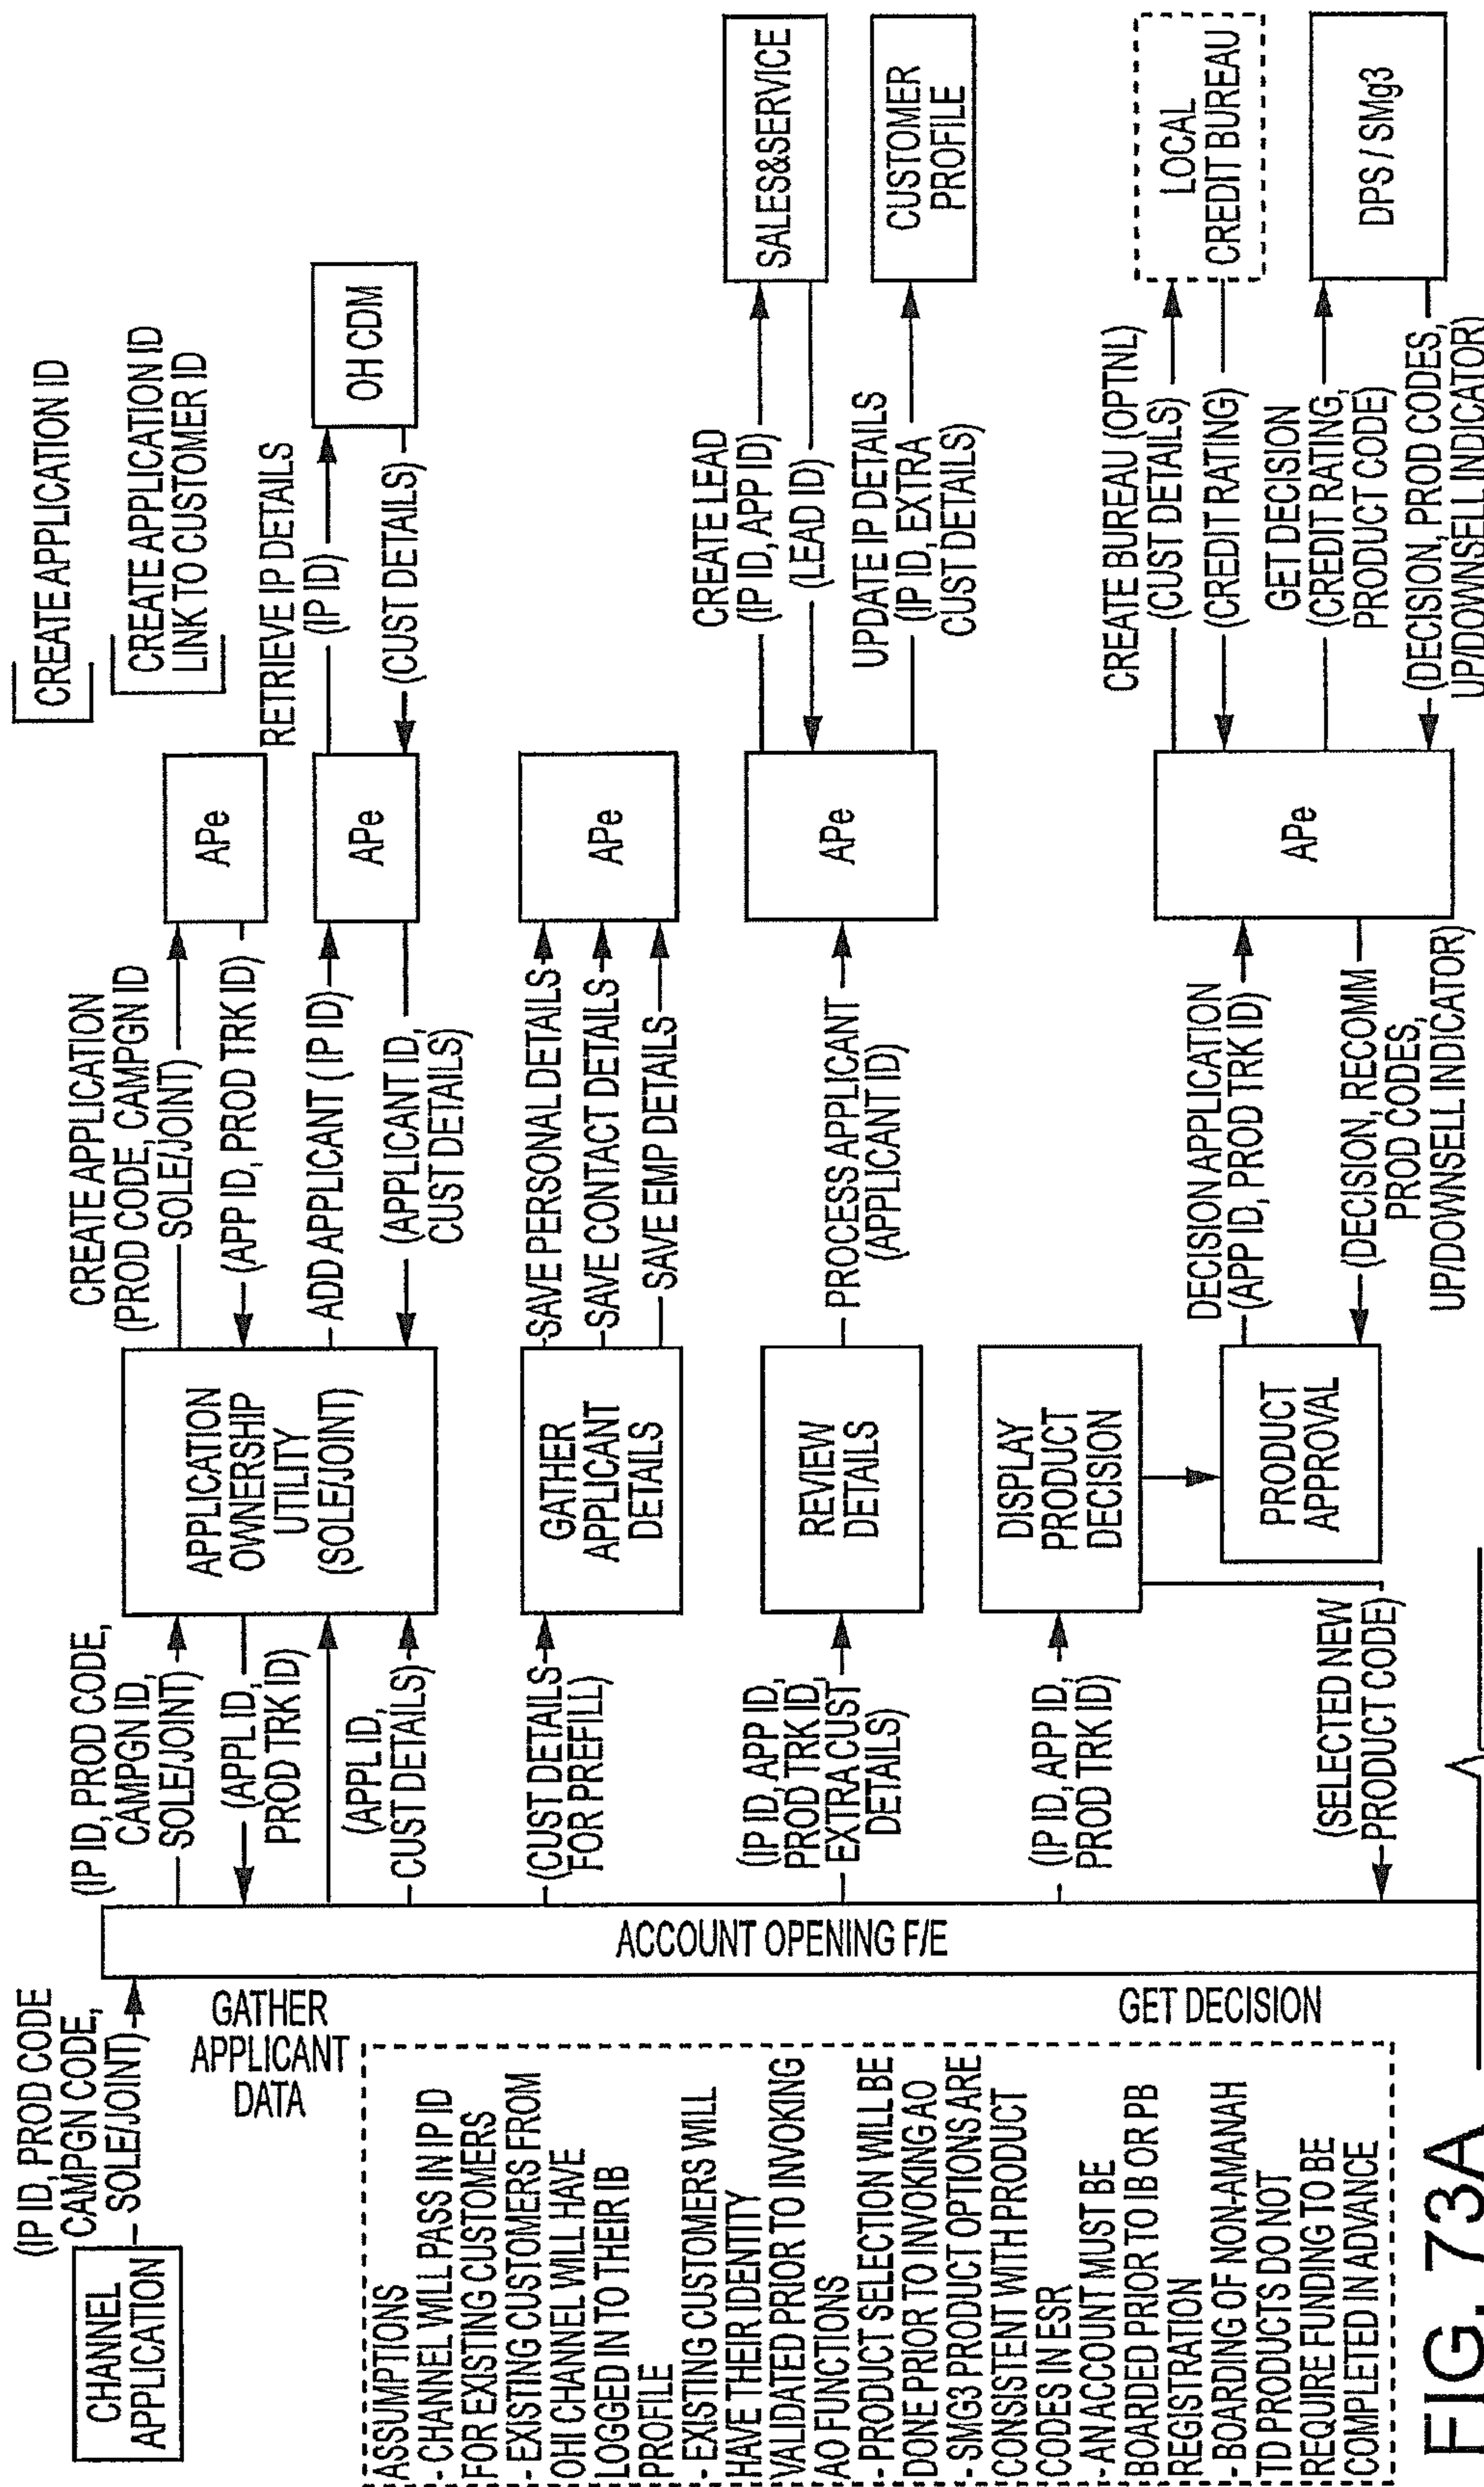 (IP ID, PROD CODE
CAMPGN CODE,
SOLE/JOINT)
CHANNEL
APPLICATION
GATHER
APPLICANT
DATA
GET DECISION
ACCOUNT OPENING F/E
ASSUMPTIONS
- CHANNEL WILL PASS IN IP ID
FOR EXISTING CUSTOMERS
- EXISTING CUSTOMERS FROM
OHI CHANNEL WILL HAVE
LOGGED IN TO THEIR IB
PROFILE
- EXISTING CUSTOMERS WILL
HAVE THEIR IDENTITY
VALIDATED PRIOR TO INVOKING
AO FUNCTIONS
- PRODUCT SELECTION WILL BE
DONE PRIOR TO INVOKING AO
- SMG3 PRODUCT OPTIONS ARE
CONSISTENT WITH PRODUCT
CODES IN ESR
- AN ACCOUNT MUST BE
BOARDED PRIOR TO IB OR PB
REGISTRATION
- BOARDING OF NON-AMANAH
TD PRODUCTS DO NOT
REQUIRE FUNDING TO BE
COMPLETED IN ADVANCE
(IP ID, PROD CODE,
CAMPGN ID,
SOLE/JOINT)
(APPL ID,
PROD TRK ID)
(APPL ID,
CUST DETAILS)
APPLICATION
OWNERSHIP
UTILITY
(SOLE/JOINT)
CREATE APPLICATION
(PROD CODE, CAMPGN ID
SOLE/JOINT)
(APP ID, PROD TRK ID)
ADD APPLICANT (IP ID)
(APPLICANT ID,
CUST DETAILS)
APe
APe
CREATE APPLICATION ID
CREATE APPLICATION ID
LINK TO CUSTOMER ID
RETRIEVE IP DETAILS
(IP ID)
(CUST DETAILS)
OH CDM
(CUST DETAILS
FOR PREFILL)
GATHER
APPLICANT
DETAILS
SAVE PERSONAL DETAILS
SAVE CONTACT DETAILS
SAVE EMP DETAILS
APe
(IP ID, APP ID,
PROD TRK ID,
EXTRA CUST
DETAILS)
REVIEW
DETAILS
PROCESS APPLICANT
(APPLICANT ID)
APe
CREATE LEAD
(IP ID, APP ID)
(LEAD ID)
UPDATE IP DETAILS
(IP ID, EXTRA
CUST DETAILS)
SALES&SERVICE
CUSTOMER
PROFILE
(IP ID, APP ID,
PROD TRK ID)
DISPLAY
PRODUCT
DECISION
PRODUCT
APPROVAL
(SELECTED NEW
PRODUCT CODE)
DECISION APPLICATION
(APP ID, PROD TRK ID)
(DECISION, RECOMM
PROD CODES,
UP/DOWNSELL INDICATOR)
APe
CREATE BUREAU (OPTNL)
(CUST DETAILS)
(CREDIT RATING)
GET DECISION
(CREDIT RATING,
PRODUCT CODE)
(DECISION, PROD CODES,
UP/DOWNSELL INDICATOR)
LOCAL
CREDIT BUREAU
DPS / SMg3
FIG. 73A